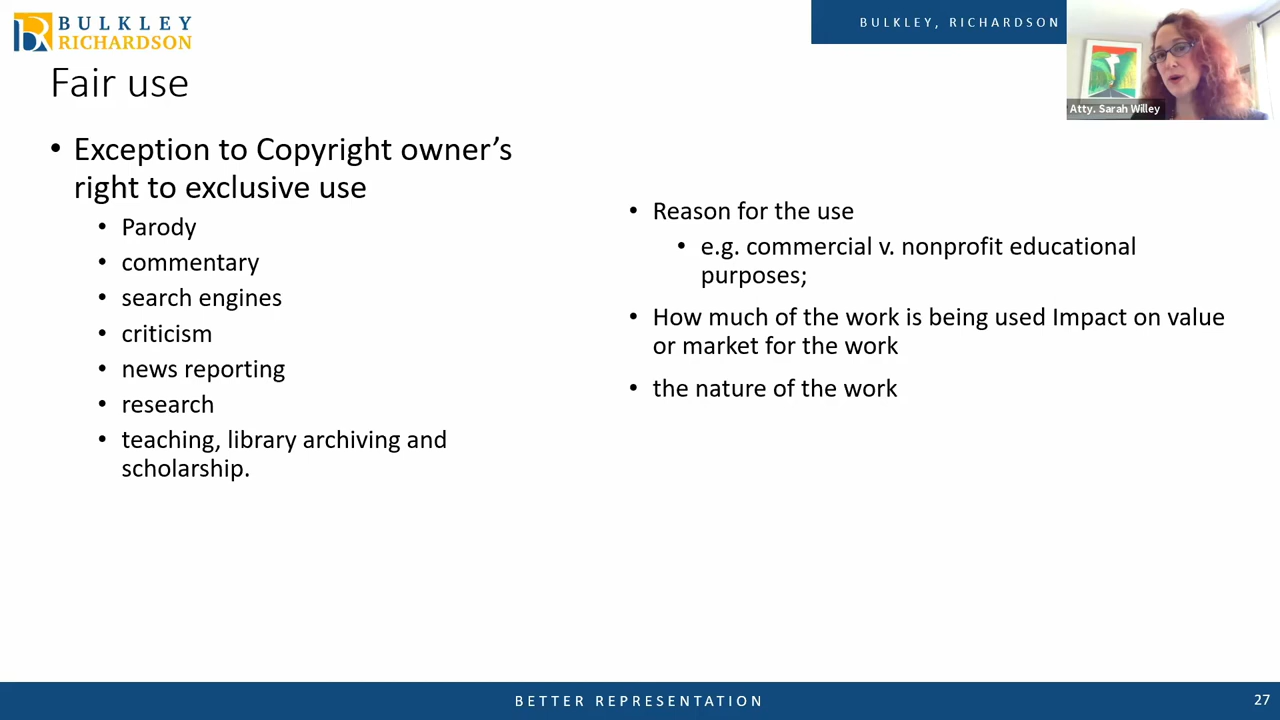 BULKLEY
RICHARDSON
BULKLEY, RICHARDSON
Atty. Sarah Willey
Fair use
• Exception to Copyright owner’s
right to exclusive use
• Parody
• commentary
• search engines
• criticism
• news reporting
• research
• teaching, library archiving and
scholarship.
• Reason for the use
• e.g. commercial v. nonprofit educational
purposes;
• How much of the work is being used Impact on value
or market for the work
• the nature of the work
BETTER REPRESENTATION
27